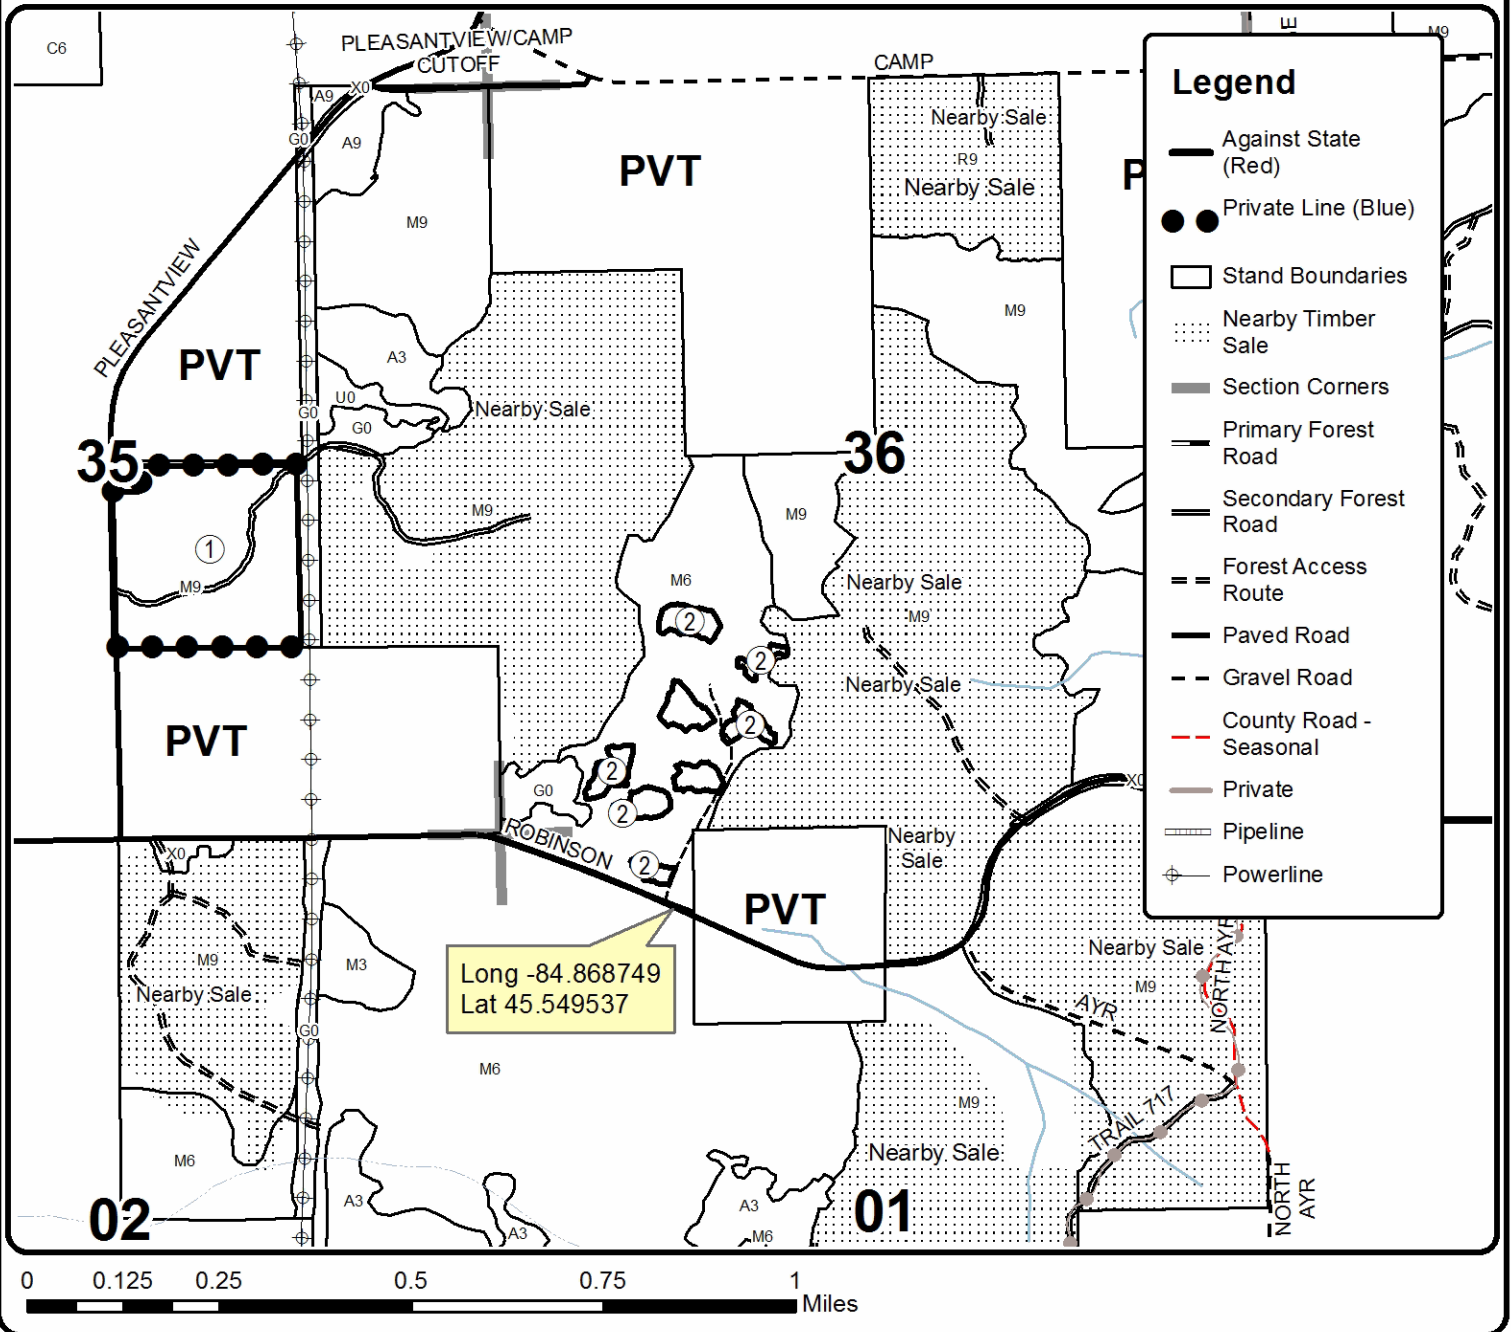 C6
PLEASANTVIEW/CAMP
CUTOFF
CAMP
M9
Legend
Against State
(Red)
Private Line (Blue)
Stand Boundaries
Nearby Timber
Sale
Section Corners
Primary Forest
Road
Secondary Forest
Road
Forest Access
Route
Paved Road
Gravel Road
County Road -
Seasonal
Private
Pipeline
Powerline
A9
X0
G0
A9
PVT
Nearby Sale
R9
Nearby Sale
P
M9
PLEASANTVIEW
PVT
M9
A3
U0
G0
G0
Nearby Sale
35
36
M9
M9
1
M9
M6
Nearby Sale
M9
2
2
Nearby Sale
2
PVT
2
G0
2
X0
ROBINSON
Nearby
Sale
2
X0
PVT
Long -84.868749
Lat 45.549537
M9
Nearby Sale
M3
G0
Nearby Sale
M9
NORTH AYR
AYR
M6
M9
TRAIL 717
Nearby Sale
M6
A3
A3
A3
M6
02
01
NORTH
AYR
0 0.125 0.25 0.5 0.75 1
Miles